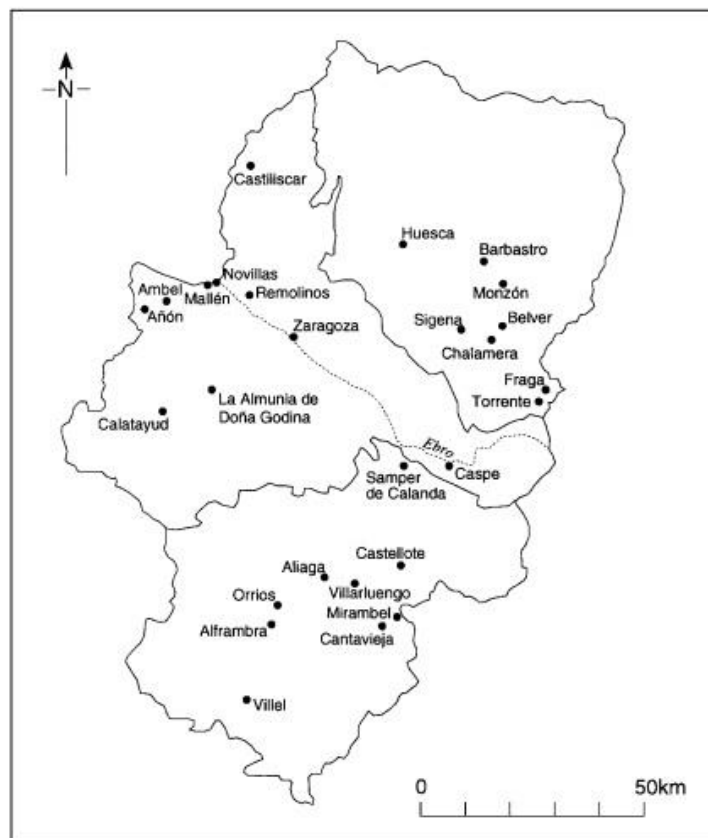 N
Castiliscar
Huesca
Barbastro
Novillas
Ambel
Mallén
Remolinos
Monzón
Añón
Zaragoza
Sigena
Belver
Chalamera
Fraga
La Almunia de
Doña Godina
Torrente
Calatayud
Ebro
Samper
de Calanda
Caspe
Castellote
Aliaga
Villarluengo
Orrios
Mirambel
Alframbra
Cantavieja
Villel
0
50km